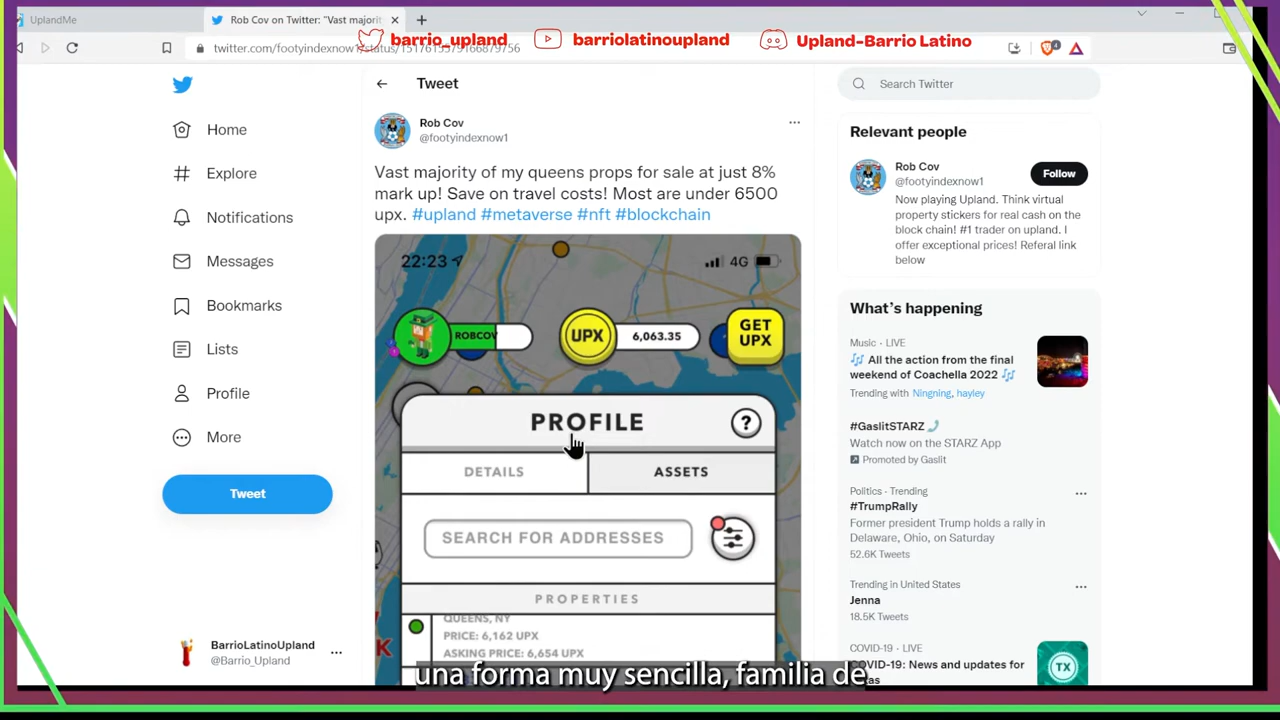 UplandMe
Rob Cov on Twitter: "Vast majorit
barrio_upland
barriolatinoupland
Upland-Barrio Latino
4
Tweet
Search Twitter
Home
Explore
Notifications
Messages
Bookmarks
Lists
Profile
More
Tweet
BarrioLatinoUpland
@Barrio_Upland
Rob Cov
@footyindexnow1
Vast majority of my queens props for sale at just 8%
mark up! Save on travel costs! Most are under 6500
upx. #upland #metaverse #nft #blockchain
22:23
4G
ROBCOV
UPX
6,063.35
GET
UPX
PROFILE
?
DETAILS
ASSETS
SEARCH FOR ADDRESSES
PROPERTIES
QUEENS, NY
PRICE: 6,162 UPX
ASKING PRICE: 6,654 UPX
K
una forma muy sencilla, familia de
Relevant people
Rob Cov
@footyindexnow1
Follow
Now playing Upland. Think virtual
property stickers for real cash on the
block chain! #1 trader on upland. I
offer exceptional prices! Referal link
below
What's happening
Music · LIVE
🎶 All the action from the final
weekend of Coachella 2022 🎶
Trending with Ningning, hayley
#GaslitSTARZ
Watch now on the STARZ App
Promoted by Gaslit
Politics · Trending
#TrumpRally
Former president Trump holds a rally in
Delaware, Ohio, on Saturday
52.6K Tweets
Trending in United States
Jenna
18.5K Tweets
COVID-19 · LIVE
COVID-19: News and updates for
TX